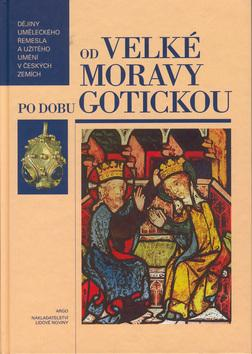 DĚJINY
UMĚLECKÉHO
ŘEMESLA
A UŽITÉHO
UMĚNÍ
V ČESKÝCH
ZEMÍCH
OD VELKÉ
MORAVY
PO DOBU GOTICKOU
ARGO
NAKLADATELSTVÍ
LIDOVÉ NOVINY